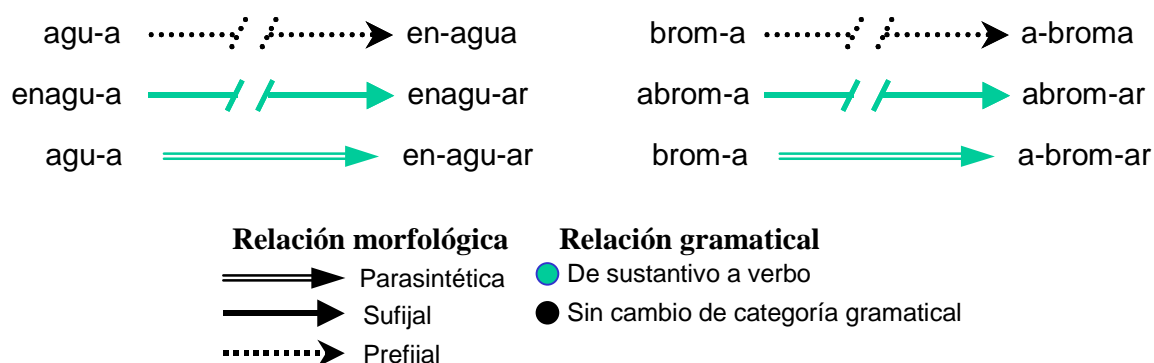 agu-a en-agua brom-a a-broma
enagu-a enagu-ar abrom-a abrom-ar
agu-a en-agu-ar brom-a a-brom-ar
Relación morfológica Relación gramatical
Parasintética De sustantivo a verbo
Sufijal Sin cambio de categoría gramatical
Prefijal